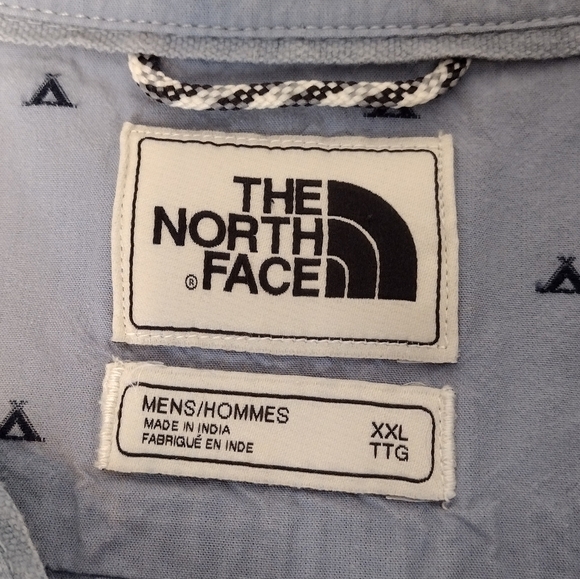 THE
NORTH
® FACE
MENS/HOMMES
MADE IN INDIA
FABRIQUÉ EN INDE
XXL
TTG